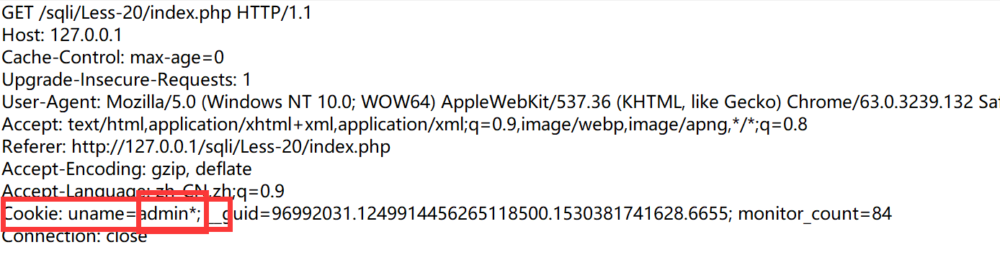 GET /sqli/Less-20/index.php HTTP/1.1
Host: 127.0.0.1
Cache-Control: max-age=0
Upgrade-Insecure-Requests: 1
User-Agent: Mozilla/5.0 (Windows NT 10.0; WOW64) AppleWebKit/537.36 (KHTML, like Gecko) Chrome/63.0.3239.132 Saf
Accept: text/html,application/xhtml+xml,application/xml;q=0.9,image/webp,image/apng,*/*;q=0.8
Referer: http://127.0.0.1/sqli/Less-20/index.php
Accept-Encoding: gzip, deflate
Accept-Language: zh-CN,zh;q=0.9
Cookie: uname=admin*; __guid=96992031.1249914456265118500.1530381741628.6655; monitor_count=84
Connection: close